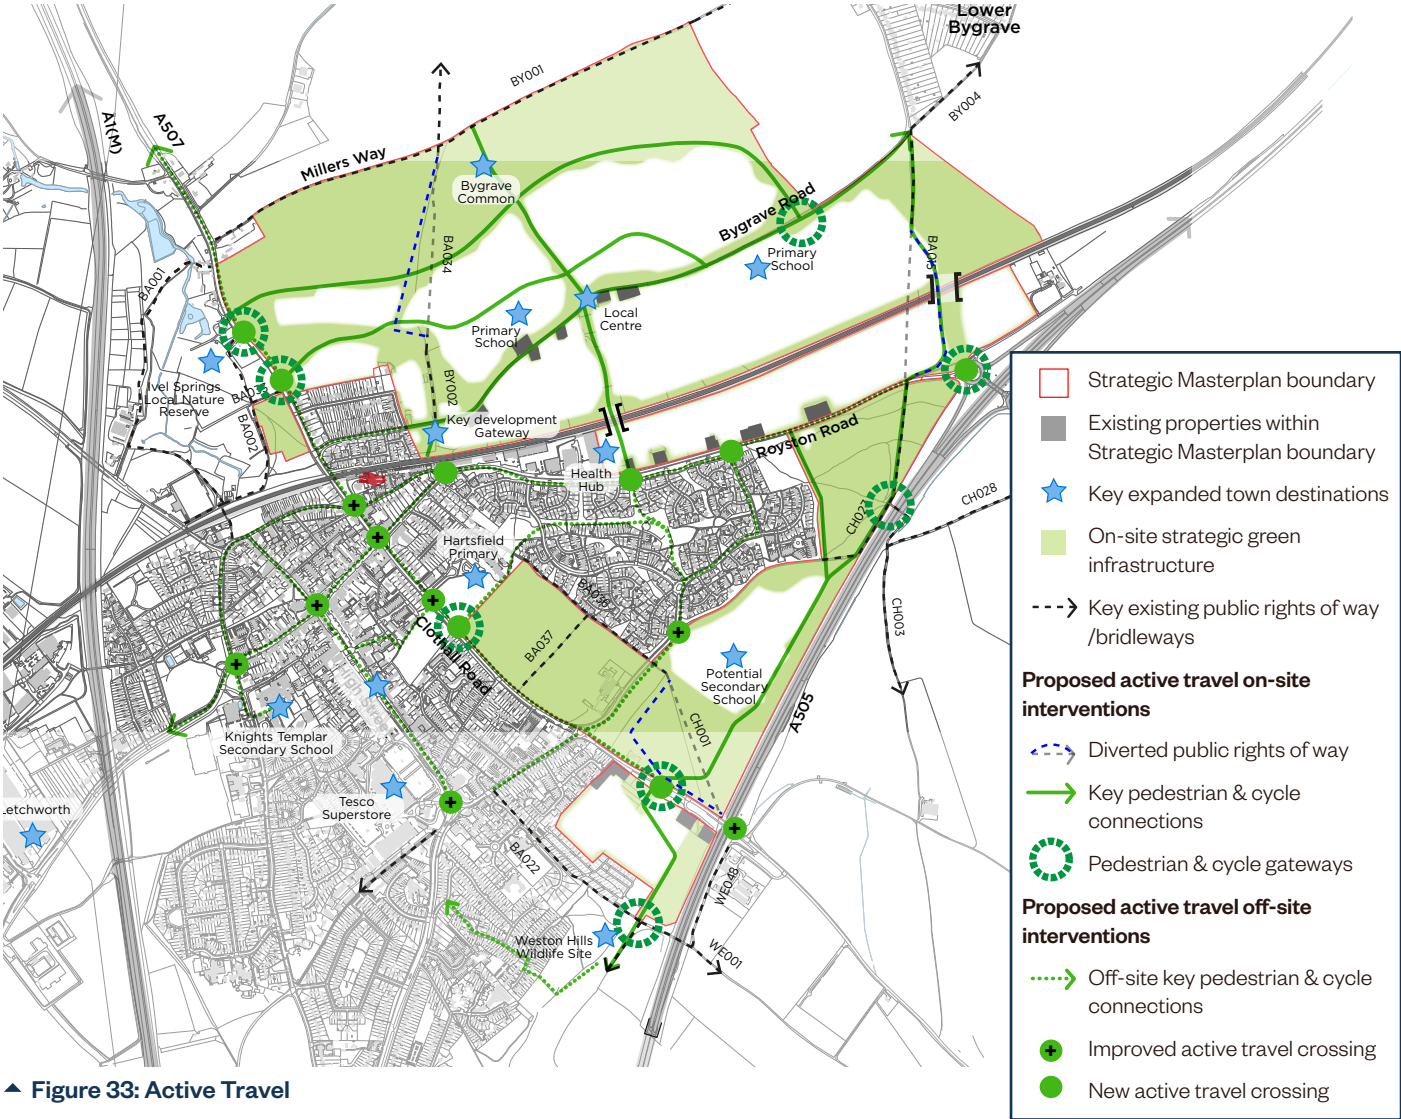 Lower
Bygrave
BY001
A1(M)
A507
BY004
Millers Way
Bygrave
Common
Bygrave Road
BA034
BA015
Primary
School
BA001
Local
Centre
Primary
School
Ivel Springs
Local Nature
Reserve
BA002
BY002
Key development
Gateway
Royston Road
Health
Hub
CH028
CH027
Hartsfield
Primary
BA036
CH003
Clothall Road
BA037
Potential
Secondary
School
High Street
CH001
A505
Knights Templar
Secondary School
Tesco
Superstore
etchworth
BA022
WE048
Weston Hills
Wildlife Site
WE001
Strategic Masterplan boundary
Existing properties within
Strategic Masterplan boundary
Key expanded town destinations
On-site strategic green
infrastructure
Key existing public rights of way
/bridleways
Proposed active travel on-site
interventions
Diverted public rights of way
Key pedestrian & cycle
connections
Pedestrian & cycle gateways
Proposed active travel off-site
interventions
Off-site key pedestrian & cycle
connections
Improved active travel crossing
New active travel crossing
Figure 33: Active Travel